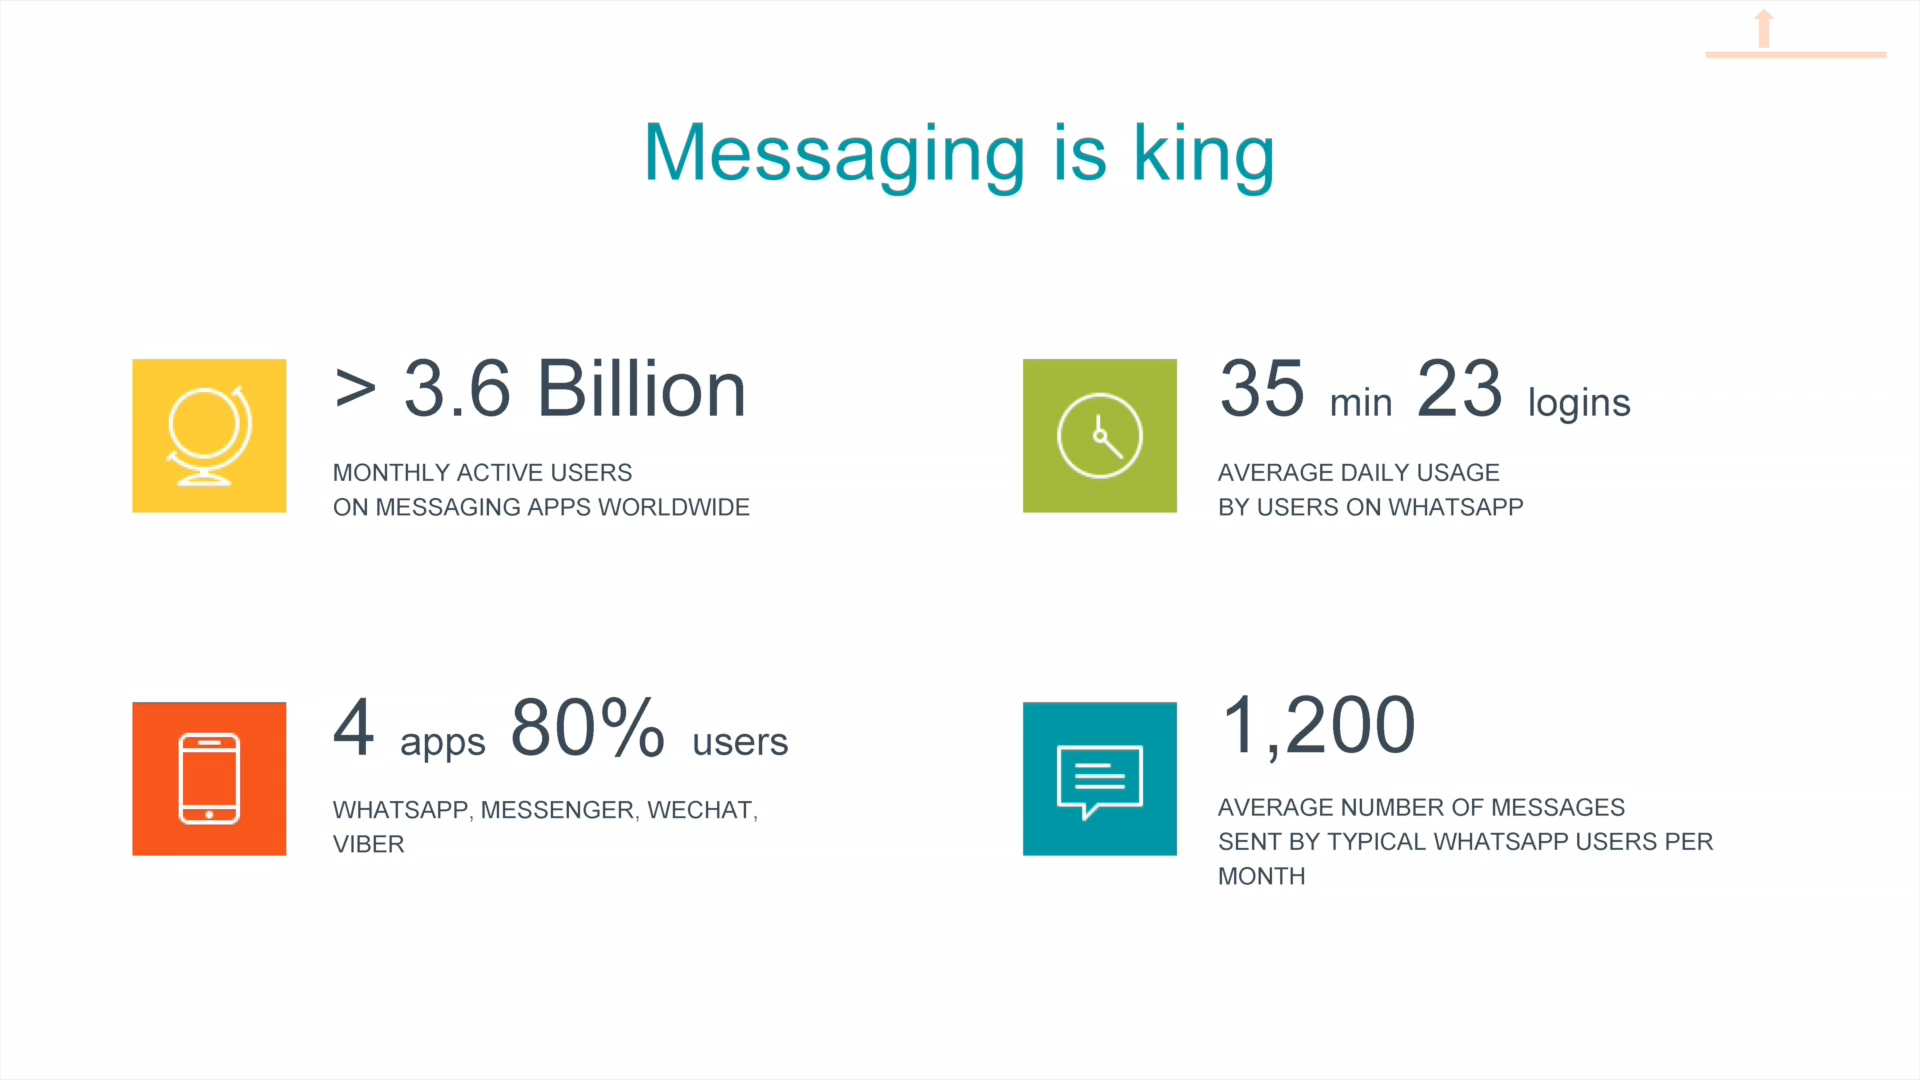 Messaging is king
> 3.6 Billion
MONTHLY ACTIVE USERS
ON MESSAGING APPS WORLDWIDE
35 min 23 logins
AVERAGE DAILY USAGE
BY USERS ON WHATSAPP
4 apps 80% users
WHATSAPP, MESSENGER, WECHAT,
VIBER
1,200
AVERAGE NUMBER OF MESSAGES
SENT BY TYPICAL WHATSAPP USERS PER
MONTH